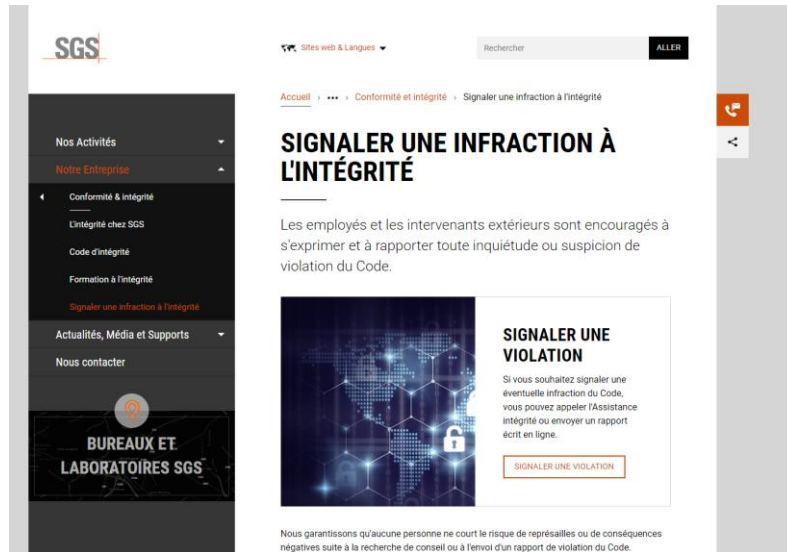 SGS
Sites web & Langues
Rechercher
ALLER
Accueil › ••• › Conformité et intégrité › Signaler une infraction à l'intégrité
Nos Activités
Notre Entreprise
Conformité & intégrité
L'intégrité chez SGS
Code d'intégrité
Formation à l'intégrité
Signaler une infraction à l'intégrité
Actualités, Média et Supports
Nous contacter
BUREAUX ET
LABORATOIRES SGS
SIGNALER UNE INFRACTION À
L'INTÉGRITÉ
Les employés et les intervenants extérieurs sont encouragés à
s'exprimer et à rapporter toute inquiétude ou suspicion de
violation du Code.
SIGNALER UNE
VIOLATION
Si vous souhaitez signaler une
éventuelle infraction du Code,
vous pouvez appeler l'Assistance
intégrité ou envoyer un rapport
écrit en ligne.
SIGNALER UNE VIOLATION
Nous garantissons qu'aucune personne ne court le risque de représailles ou de conséquences
négatives suite à la recherche de conseil ou à l'envoi d'un rapport de violation du Code.